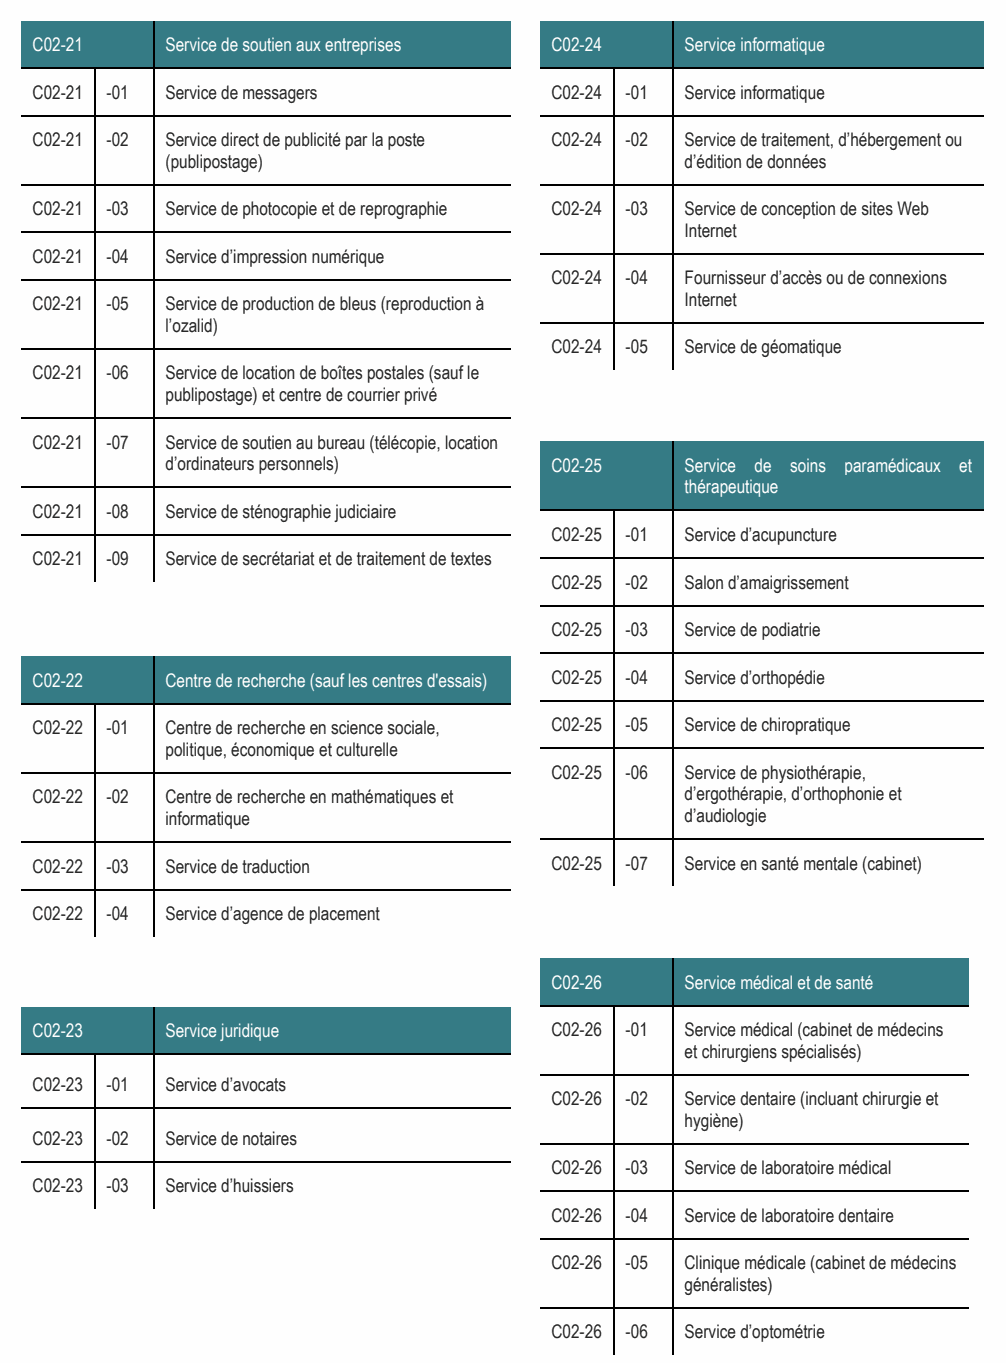 C02-21 Service de soutien aux entreprises
C02-21 -01 Service de messagers
C02-21 -02 Service direct de publicité par la poste
(publipostage)
C02-21 -03 Service de photocopie et de reprographie
C02-21 -04 Service d’impression numérique
C02-21 -05 Service de production de bleus (reproduction à
l’ozalid)
C02-21 -06 Service de location de boîtes postales (sauf le
publipostage) et centre de courrier privé
C02-21 -07 Service de soutien au bureau (télécopie, location
d’ordinateurs personnels)
C02-21 -08 Service de sténographie judiciaire
C02-21 -09 Service de secrétariat et de traitement de textes
C02-22 Centre de recherche (sauf les centres d'essais)
C02-22 -01 Centre de recherche en science sociale,
politique, économique et culturelle
C02-22 -02 Centre de recherche en mathématiques et
informatique
C02-22 -03 Service de traduction
C02-22 -04 Service d’agence de placement
C02-23 Service juridique
C02-23 -01 Service d’avocats
C02-23 -02 Service de notaires
C02-23 -03 Service d’huissiers
C02-24 Service informatique
C02-24 -01 Service informatique
C02-24 -02 Service de traitement, d’hébergement ou
d’édition de données
C02-24 -03 Service de conception de sites Web
Internet
C02-24 -04 Fournisseur d’accès ou de connexions
Internet
C02-24 -05 Service de géomatique
C02-25 Service de soins paramédicaux et
thérapeutique
C02-25 -01 Service d’acupuncture
C02-25 -02 Salon d’amaigrissement
C02-25 -03 Service de podiatrie
C02-25 -04 Service d’orthopédie
C02-25 -05 Service de chiropratique
C02-25 -06 Service de physiothérapie,
d’ergothérapie, d’orthophonie et
d’audiologie
C02-25 -07 Service en santé mentale (cabinet)
C02-26 Service médical et de santé
C02-26 -01 Service médical (cabinet de médecins
et chirurgiens spécialisés)
C02-26 -02 Service dentaire (incluant chirurgie et
hygiène)
C02-26 -03 Service de laboratoire médical
C02-26 -04 Service de laboratoire dentaire
C02-26 -05 Clinique médicale (cabinet de médecins
généralistes)
C02-26 -06 Service d’optométrie